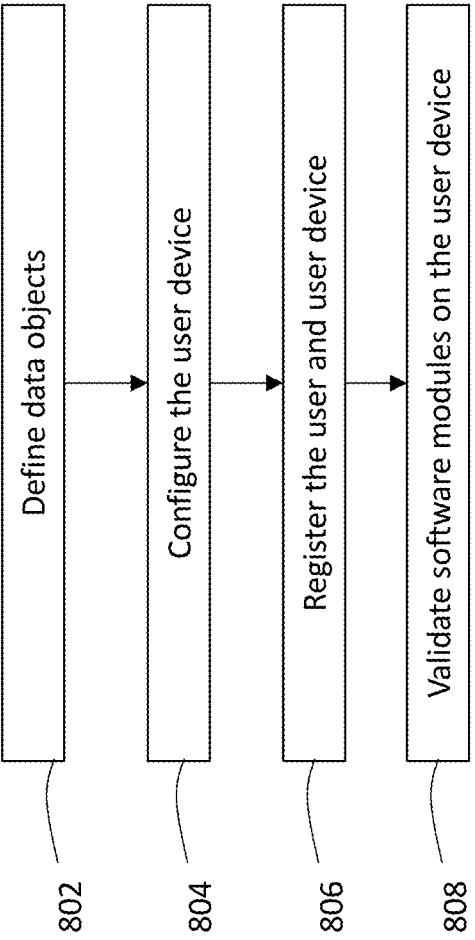 802
Define data objects
804
Configure the user device
806
Register the user and user device
808
Validate software modules on the user device